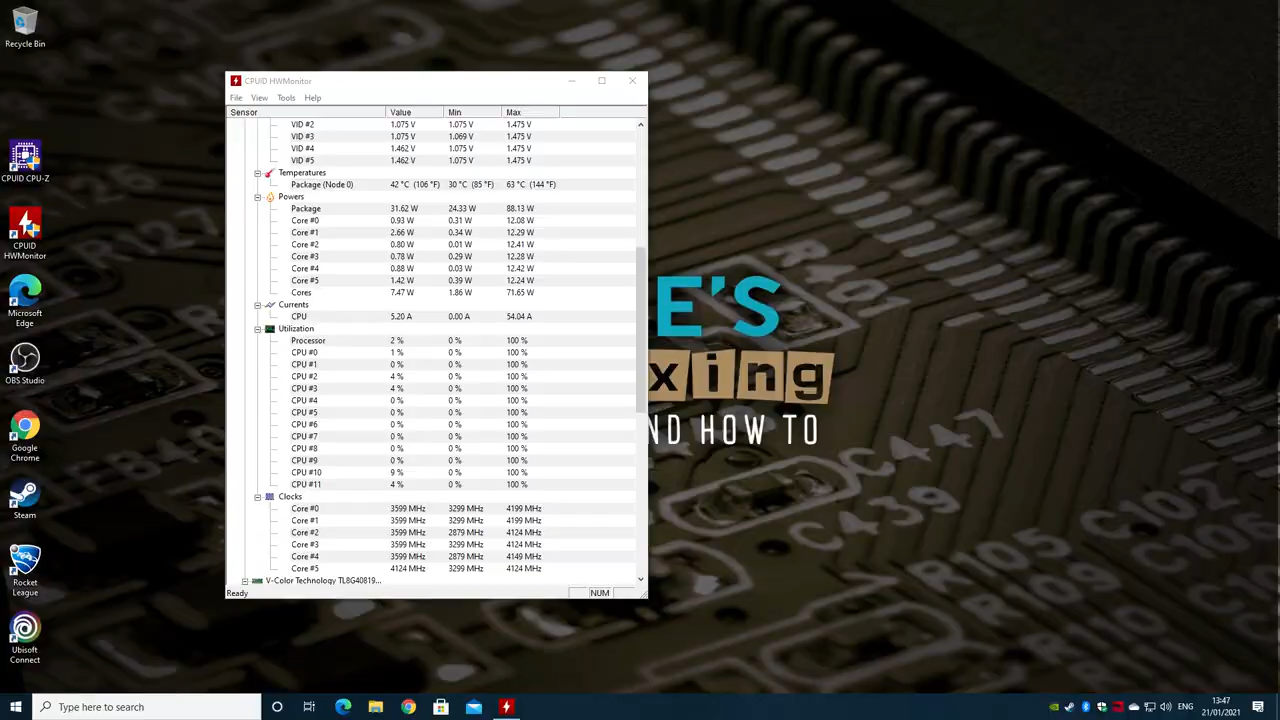 Recycle Bin
CPUID CPU-Z
CPUID
HWMonitor
Microsoft
Edge
OBS Studio
Google
Chrome
Steam
Rocket
League
Ubisoft
Connect
CPUID HWMonitor
File View Tools Help
Sensor Value Min Max
VID #2 1.075 V 1.075 V 1.475 V
VID #3 1.075 V 1.069 V 1.475 V
VID #4 1.462 V 1.075 V 1.475 V
VID #5 1.462 V 1.075 V 1.475 V
Temperatures
Package (Node 0) 42 °C (106 °F) 30 °C (85 °F) 63 °C (144 °F)
Powers
Package 31.62 W 24.33 W 88.13 W
Core #0 0.93 W 0.31 W 12.08 W
Core #1 2.66 W 0.34 W 12.29 W
Core #2 0.80 W 0.01 W 12.41 W
Core #3 0.78 W 0.29 W 12.28 W
Core #4 0.88 W 0.03 W 12.42 W
Core #5 1.42 W 0.39 W 12.24 W
Cores 7.47 W 1.86 W 71.65 W
Currents
CPU 5.20 A 0.00 A 54.04 A
Utilization
Processor 2 % 0 % 100 %
CPU #0 1 % 0 % 100 %
CPU #1 0 % 0 % 100 %
CPU #2 4 % 0 % 100 %
CPU #3 4 % 0 % 100 %
CPU #4 0 % 0 % 100 %
CPU #5 0 % 0 % 100 %
CPU #6 0 % 0 % 100 %
CPU #7 0 % 0 % 100 %
CPU #8 0 % 0 % 100 %
CPU #9 0 % 0 % 100 %
CPU #10 9 % 0 % 100 %
CPU #11 4 % 0 % 100 %
Clocks
Core #0 3599 MHz 3299 MHz 4199 MHz
Core #1 3599 MHz 3299 MHz 4199 MHz
Core #2 3599 MHz 2879 MHz 4124 MHz
Core #3 3599 MHz 2879 MHz 4124 MHz
Core #4 3599 MHz 2879 MHz 4149 MHz
Core #5 4124 MHz 3299 MHz 4124 MHz
V-Color Technology TL8G40819...
Ready NUM
E'S
xing
ND HOW TO
C447
C439
Type here to search
ENG
13:47
21/01/2021